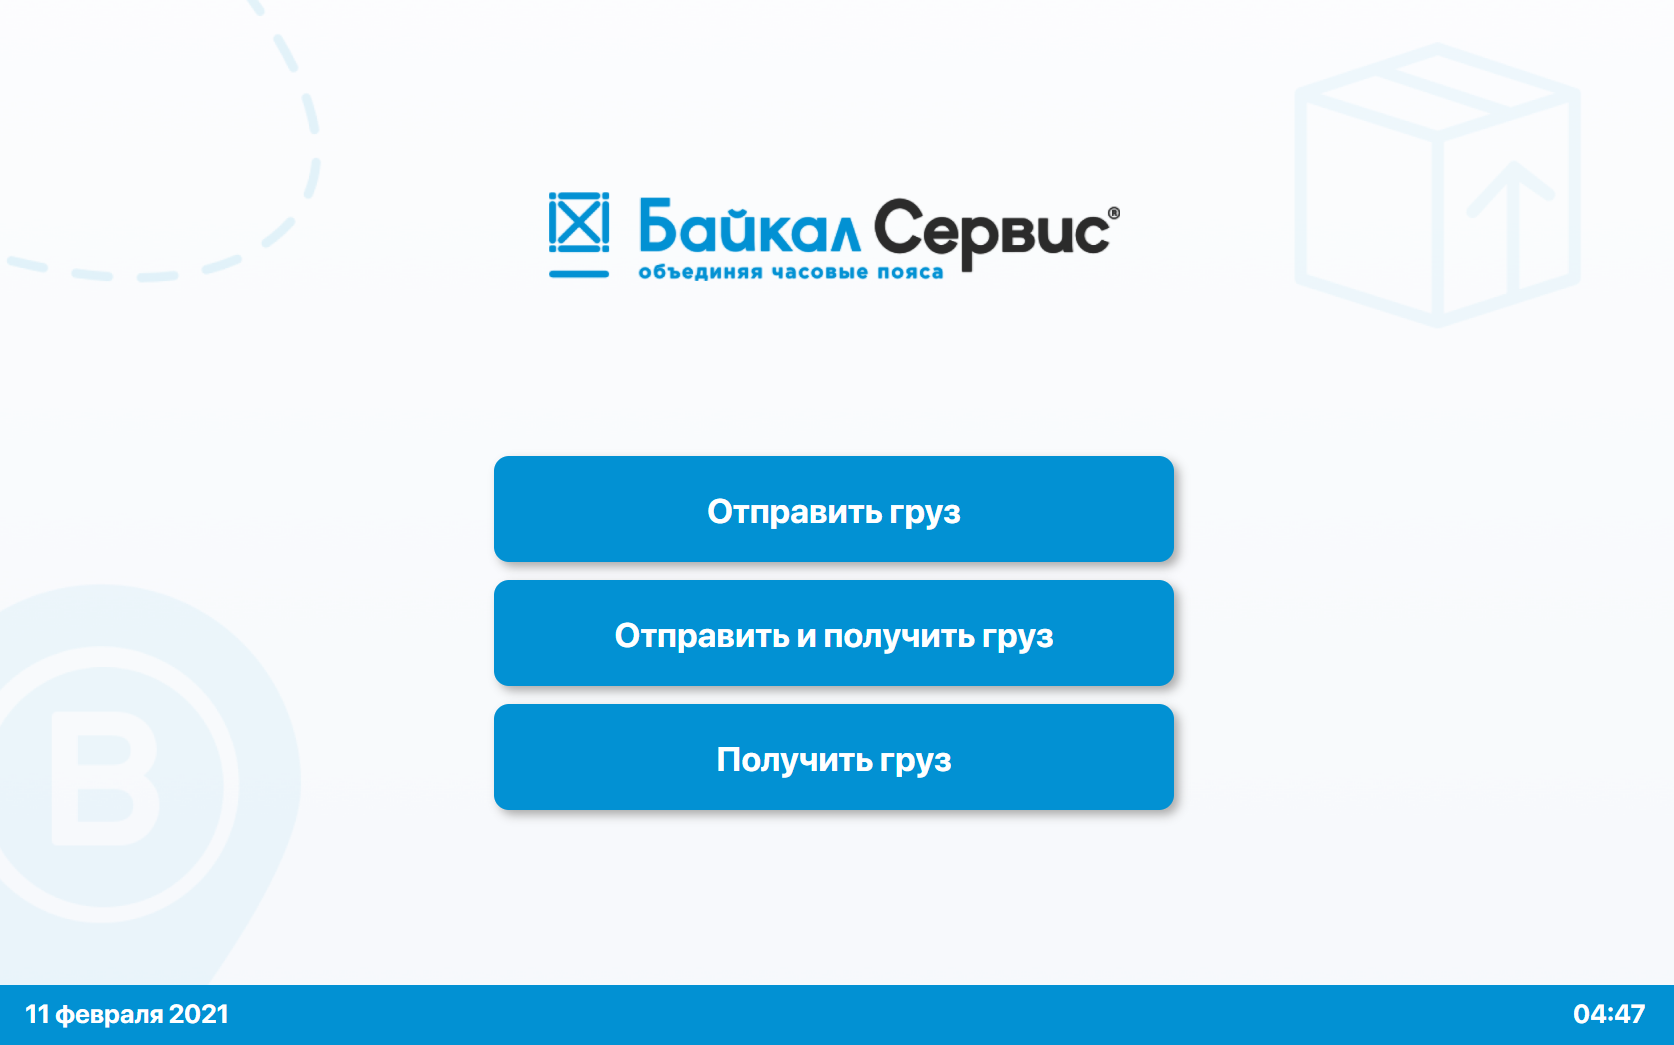 Байкал Сервис®
объединяя часовые пояса
Отправить груз
Отправить и получить груз
Получить груз
B
11 февраля 2021
04:47